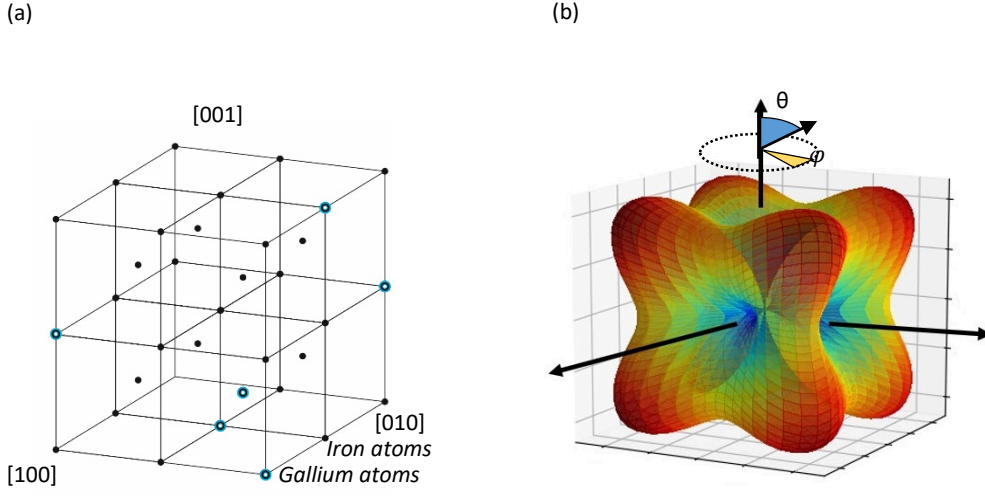 (a)
(b)
[001]
θ
φ
[010]
Iron atoms
[100]
Gallium atoms